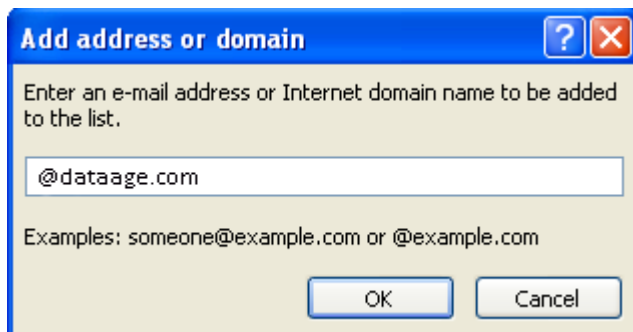 Add address or domain
Enter an e-mail address or Internet domain name to be added
to the list.
@dataage.com
Examples: someone@example.com or @example.com
OK
Cancel